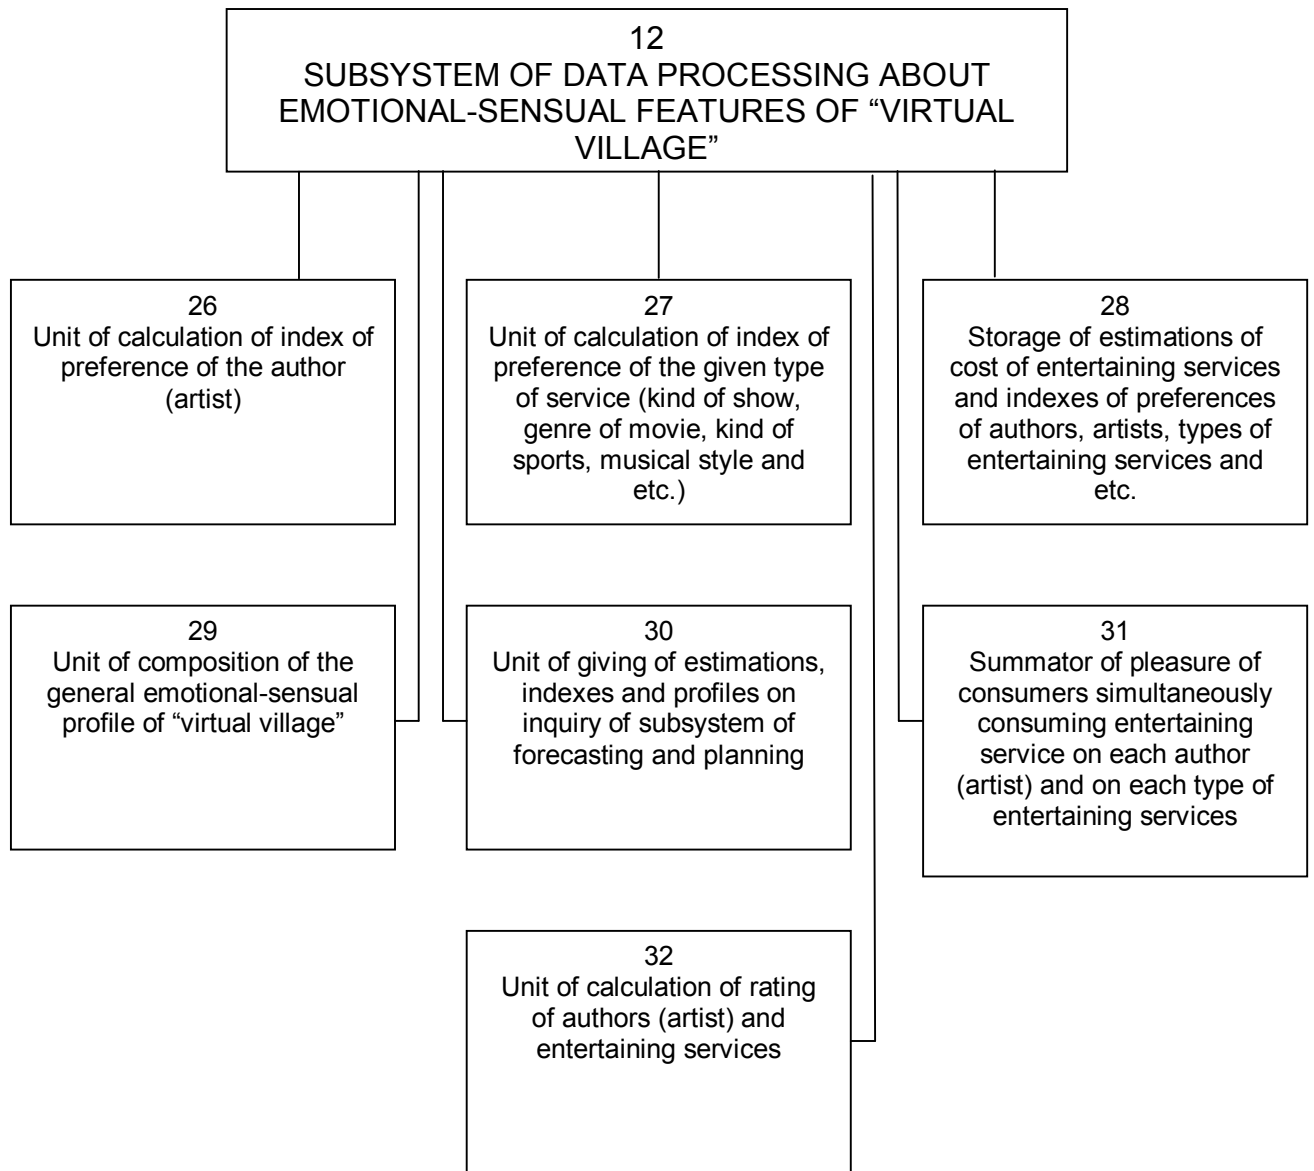 12
SUBSYSTEM OF DATA PROCESSING ABOUT
EMOTIONAL-SENSUAL FEATURES OF “VIRTUAL
VILLAGE”
26
Unit of calculation of index of
preference of the author
(artist)
27
Unit of calculation of index of
preference of the given type
of service (kind of show,
genre of movie, kind of
sports, musical style and
etc.)
28
Storage of estimations of
cost of entertaining services
and indexes of preferences
of authors, artists, types of
entertaining services and
etc.
29
Unit of composition of the
general emotional-sensual
profile of “virtual village”
30
Unit of giving of estimations,
indexes and profiles on
inquiry of subsystem of
forecasting and planning
31
Summator of pleasure of
consumers simultaneously
consuming entertaining
service on each author
(artist) and on each type of
entertaining services
32
Unit of calculation of rating
of authors (artist) and
entertaining services